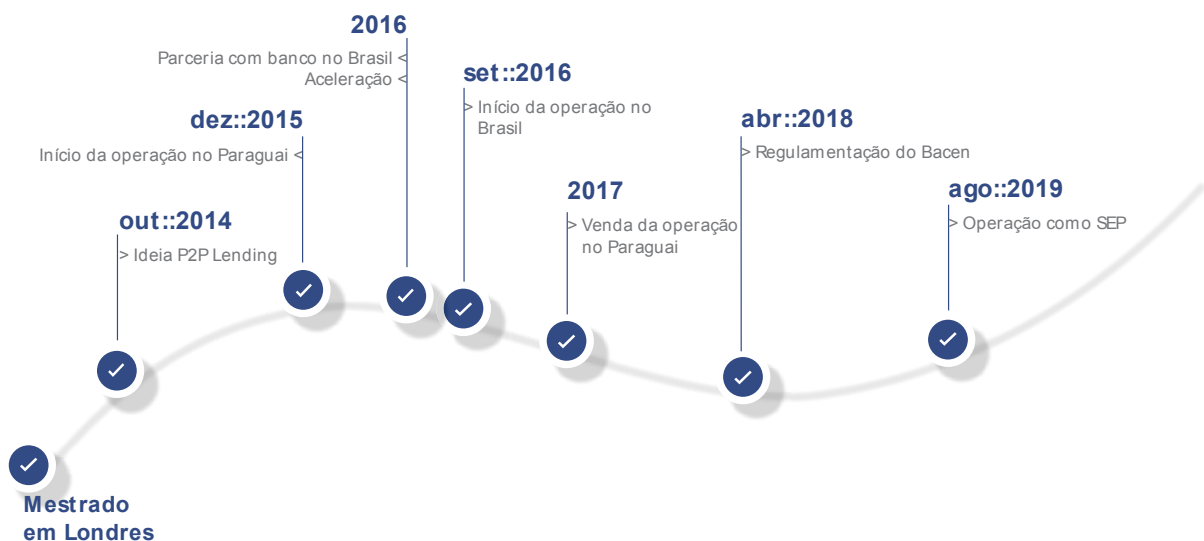 Mestrado
em Londres
out::2014
> Ideia P2P Lending
dez::2015
Início da operação no Paraguai <
2016
Parceria com banco no Brasil <
Aceleração <
set::2016
> Início da operação no
Brasil
2017
> Venda da operação
no Paraguai
abr::2018
> Regulamentação do Bacen
ago::2019
> Operação como SEP